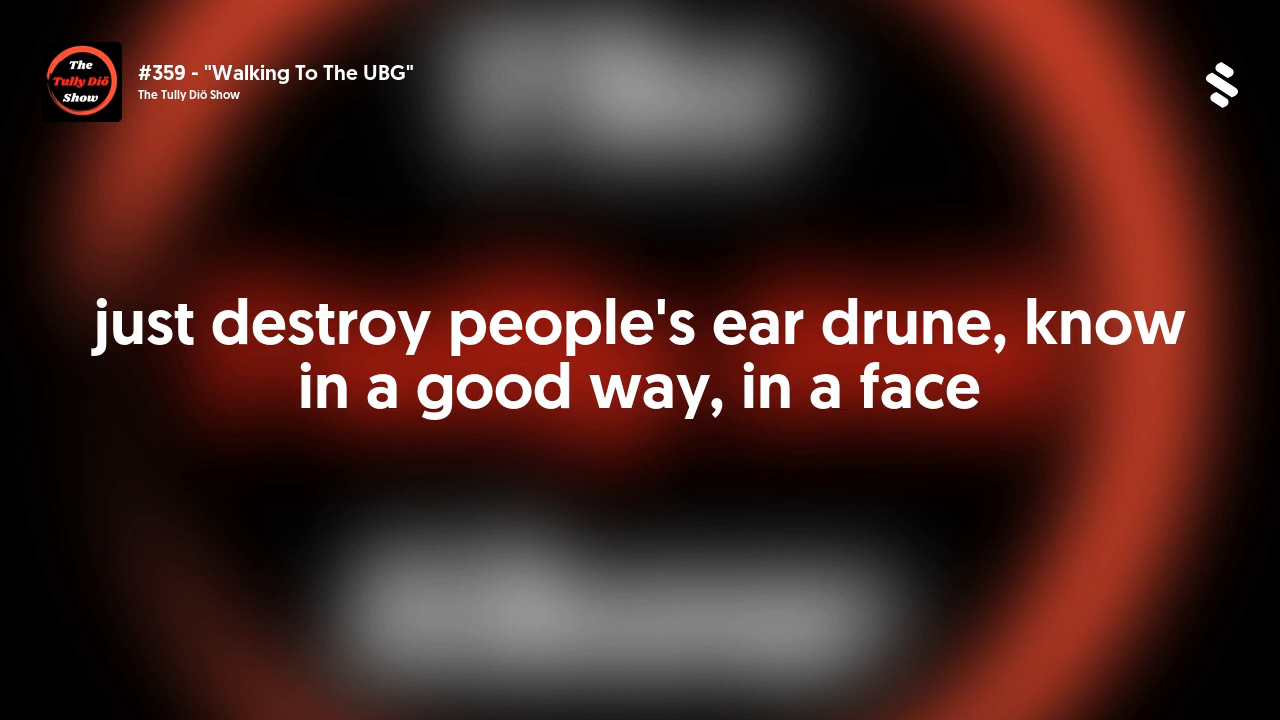 The
Tully Diö
Show
#359 - "Walking To The UBG"
The Tully Diö Show
just destroy people's ear drune, know
in a good way, in a face